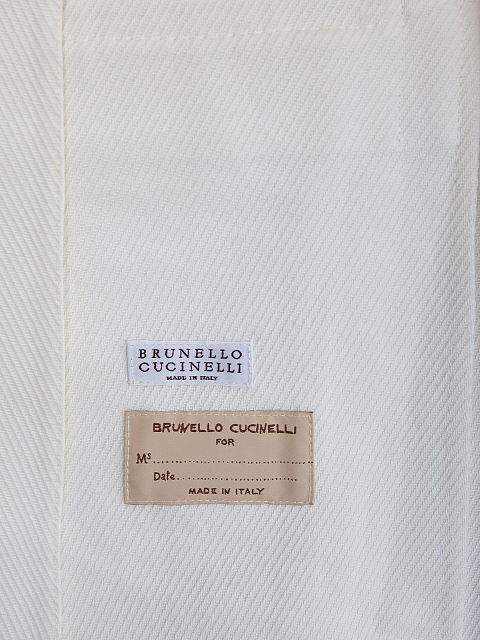 BRUNELLO
CUCINELLI
MADE IN ITALY
BRUNELLO CUCINELLI
FOR
Ms........................................
Date..............................
MADE IN ITALY